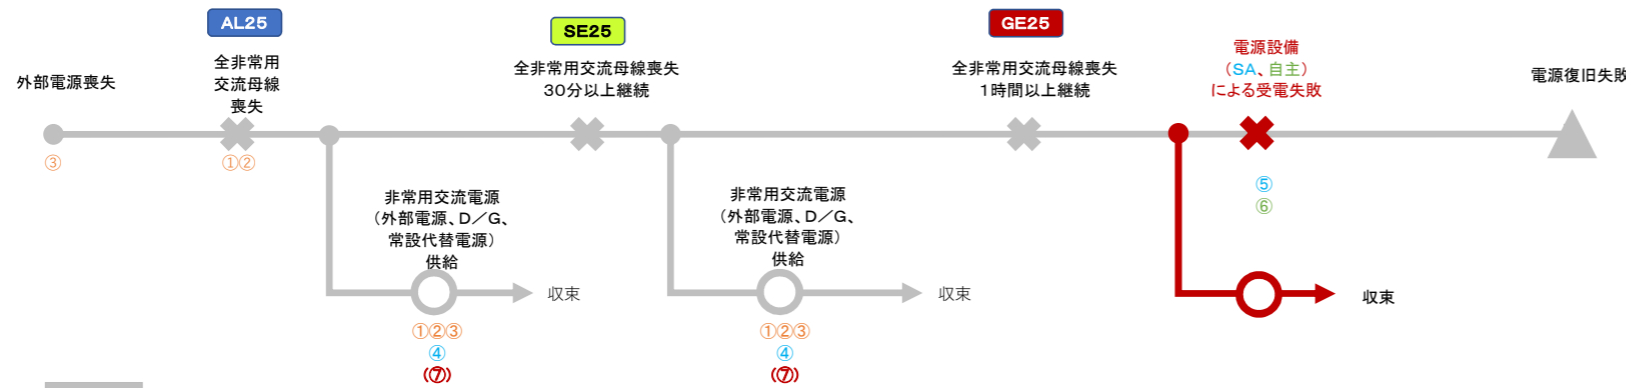 AL25
SE25
GE25
外部電源喪失
全非常用
交流母線
喪失
全非常用交流母線喪失
30分以上継続
全非常用交流母線喪失
1時間以上継続
電源設備
（SA、自主）
による受電失敗
電源復旧失敗
③
①②
⑤
⑥
非常用交流電源
（外部電源、D／G、
常設代替電源）
供給
収束
①②③
④
(⑦)
非常用交流電源
（外部電源、D／G、
常設代替電源）
供給
収束
①②③
④
(⑦)
収束